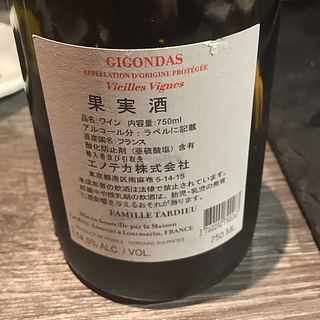 GIGONDAS
APPELLATION D'ORIGINE PROTÉGÉE
Vieilles Vignes
果実酒
品名:ワイン 内容量:750ml
アルコール分:ラベルに記載
原産国名:フランス
酸化防止剤(亜硫酸塩)含有
輸入者及び引取先
エノテカ株式会社
東京都港区南麻布 5-14-15
未成年者の飲酒は法律で禁止されています。
妊娠中や授乳期の飲酒は、胎児・乳児の発育
に悪影響を与えるおそれがあります。
FAMILLE TARDIEU
Mis en bouteille par la Maison
Tardieu-Laurent à Lourmarin, FRANCE
PRODUCT OF FRANCE - CONTAINS SULPHITES
14,5% ALC. / VOL.
750 ML